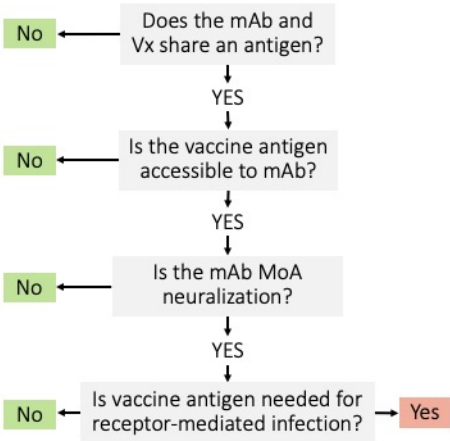 Does the mAb and
Vx share an antigen?
No
YES
Is the vaccine antigen
accessible to mAb?
No
YES
Is the mAb MoA
neuralization?
No
YES
Is vaccine antigen needed for
receptor-mediated infection?
No
Yes